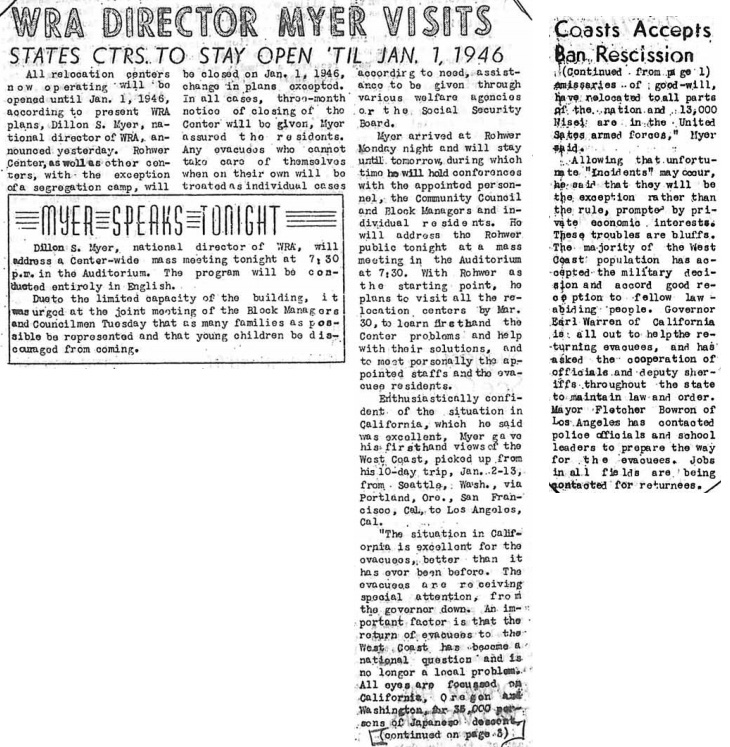 WRA DIRECTOR MYER VISITS
STATES CTRS. TO STAY OPEN 'TIL JAN. 1, 1946
All relocation centers
now operating will be
opened until Jan. 1, 1946,
according to present WRA
plans, Dillon S. Myer, na-
tional director of WRA, an-
nounced yesterday. Rohwer
Center, as well as other cen-
ters, with the exception
of a segregation camp, will
be closed on Jan. 1, 1946,
change in plans excepted.
In all cases, three-month
notice of closing of the
Center will be given, Myer
assured the residents.
Any evacuee who cannot
take care of themselves
when on their own will be
treated as individual cases
according to need, assist-
ance to be given through
various welfare agencies
or the Social Security
Board.
Myer arrived at Rohwer
Monday night and will stay
until tomorrow, during which
time he will hold conferences
with the appointed person-
nel, the Community Council
and Block Managers and in-
dividual residents. He
will address the Rohwer
public tonight at a mass
meeting in the Auditorium
at 7:30. With Rohwer as
the starting point, he
plans to visit all the re-
location centers by Mar.
30, to learn firsthand the
Center problems and help
with their solutions, and
to meet personally the ap-
pointed staffs and the eva-
cuee residents.
Enthusiastically confi-
dent of the situation in
California, which he said
was excellent, Myer gave
his firsthand views of the
West Coast, picked up from
his 10-day trip, Jan. 2-13,
from Seattle, Wash., via
Portland, Ore., San Fran-
cisco, Cal, to Los Angeles,
Cal.
"The situation in Calif-
ornia is excellent for the
evacuees, better than it
has ever been before. The
evacuees are receiving
special attention, from
the governor down. An im-
portant factor is that the
return of evacuees to the
West Coast has become a
national question and is
no longer a local problem.
All eyes are focussed on
California, Oregon and
Washington, for 35,000 per-
sons of Japanese descent,
(continued on page 3)
MYER SPEAKS TONIGHT
Dillon S. Myer, national director of WRA, will
address a Center-wide mass meeting tonight at 7:30
p.m. in the Auditorium. The program will be con-
ducted entirely in English.
Due to the limited capacity of the building, it
was urged at the joint meeting of the Block Managers
and Councilmen Tuesday that as many families as pos-
sible be represented and that young children be dis-
couraged from coming.
Coasts Accepts
Ban Rescission
(Continued from page 1)
emissaries of good-will,
have relocated to all parts
of the nation and 13,000
Nisei are in the United
Sates armed forces," Myer
said.
Allowing that unfortu-
nate "Incidents" may occur,
he said that they will be
the exception rather than
the rule, prompted by pri-
vate economic interests.
These troubles are bluffs.
The majority of the West
Coast population has ac-
cepted the military deci-
sion and accord good re-
ception to fellow law-
abiding people. Governor
Earl Warren of California
is all out to help the re-
turning evacuees, and has
asked the cooperation of
officials and deputy sher-
iffs throughout the state
to maintain law and order.
Mayor Fletcher Bowron of
Los Angeles has contacted
police officials and school
leaders to prepare the way
for the evacuees. Jobs
in all fields are being
contacted for returnees.